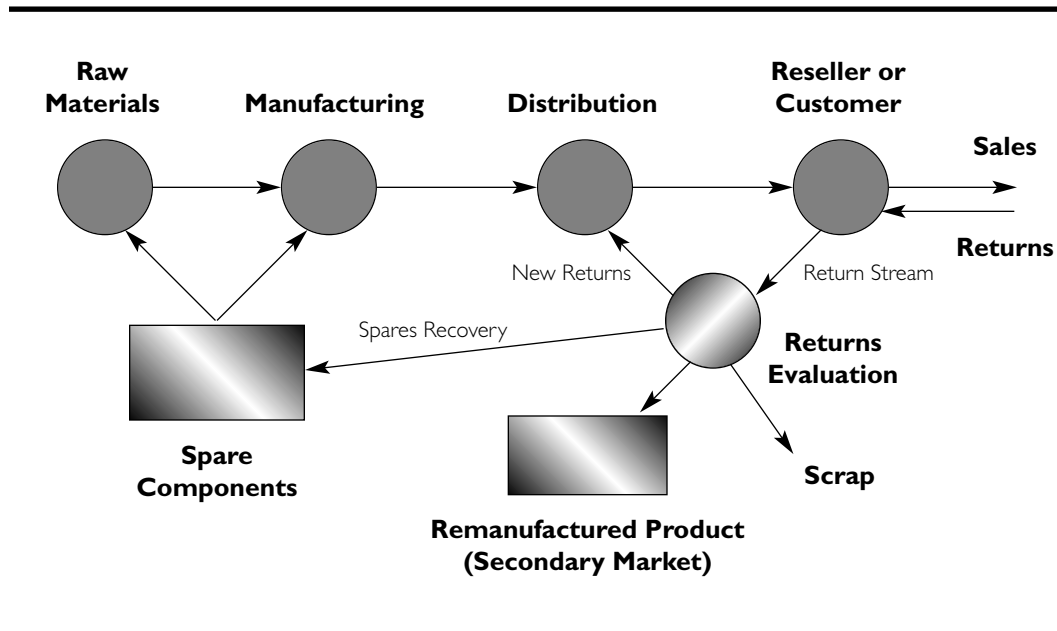 Raw
Materials
Manufacturing
Distribution
Reseller or
Customer
Sales
Returns
New Returns
Return Stream
Spares Recovery
Returns
Evaluation
Spare
Components
Scrap
Remanufactured Product
(Secondary Market)